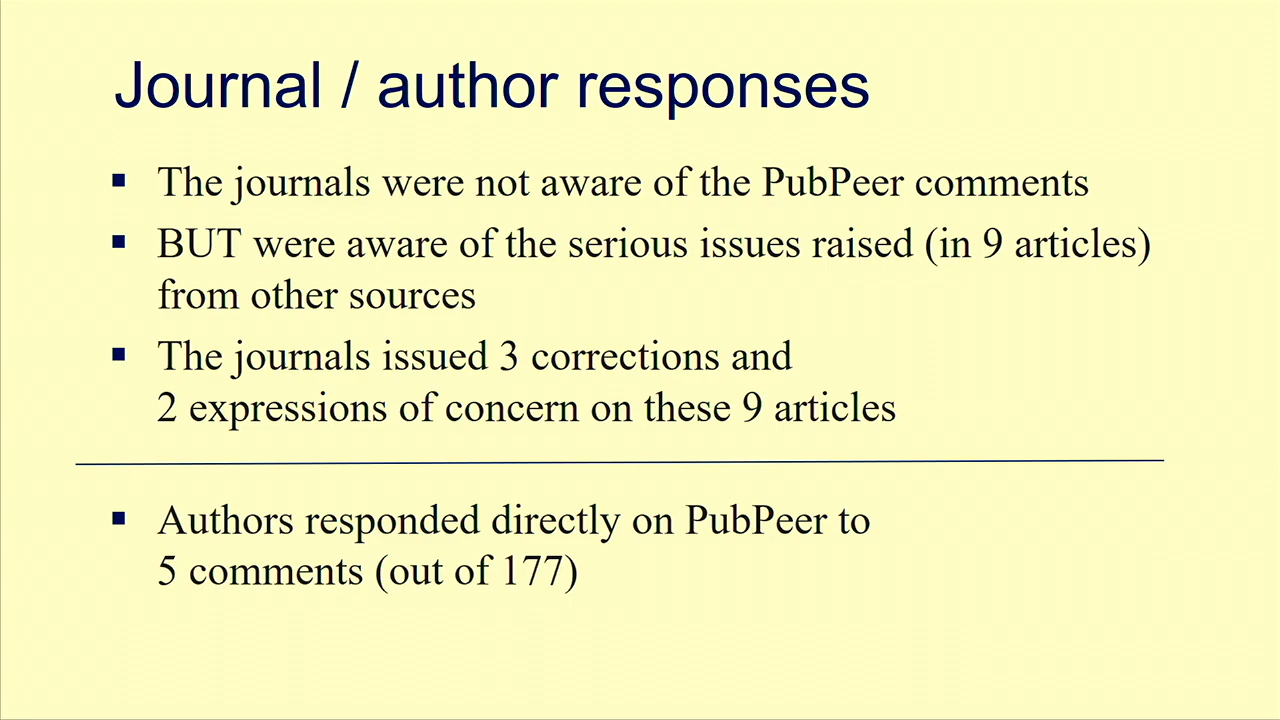 Journal / author responses
The journals were not aware of the PubPeer comments
BUT were aware of the serious issues raised (in 9 articles)
from other sources
The journals issued 3 corrections and
2 expressions of concern on these 9 articles
Authors responded directly on PubPeer to
5 comments (out of 177)